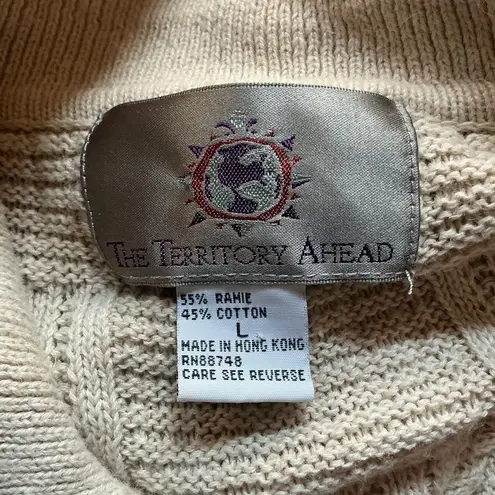 THE TERRITORY AHEAD
55% RAMIE
45% COTTON
L
MADE IN HONG KONG
RN88748
CARE SEE REVERSE